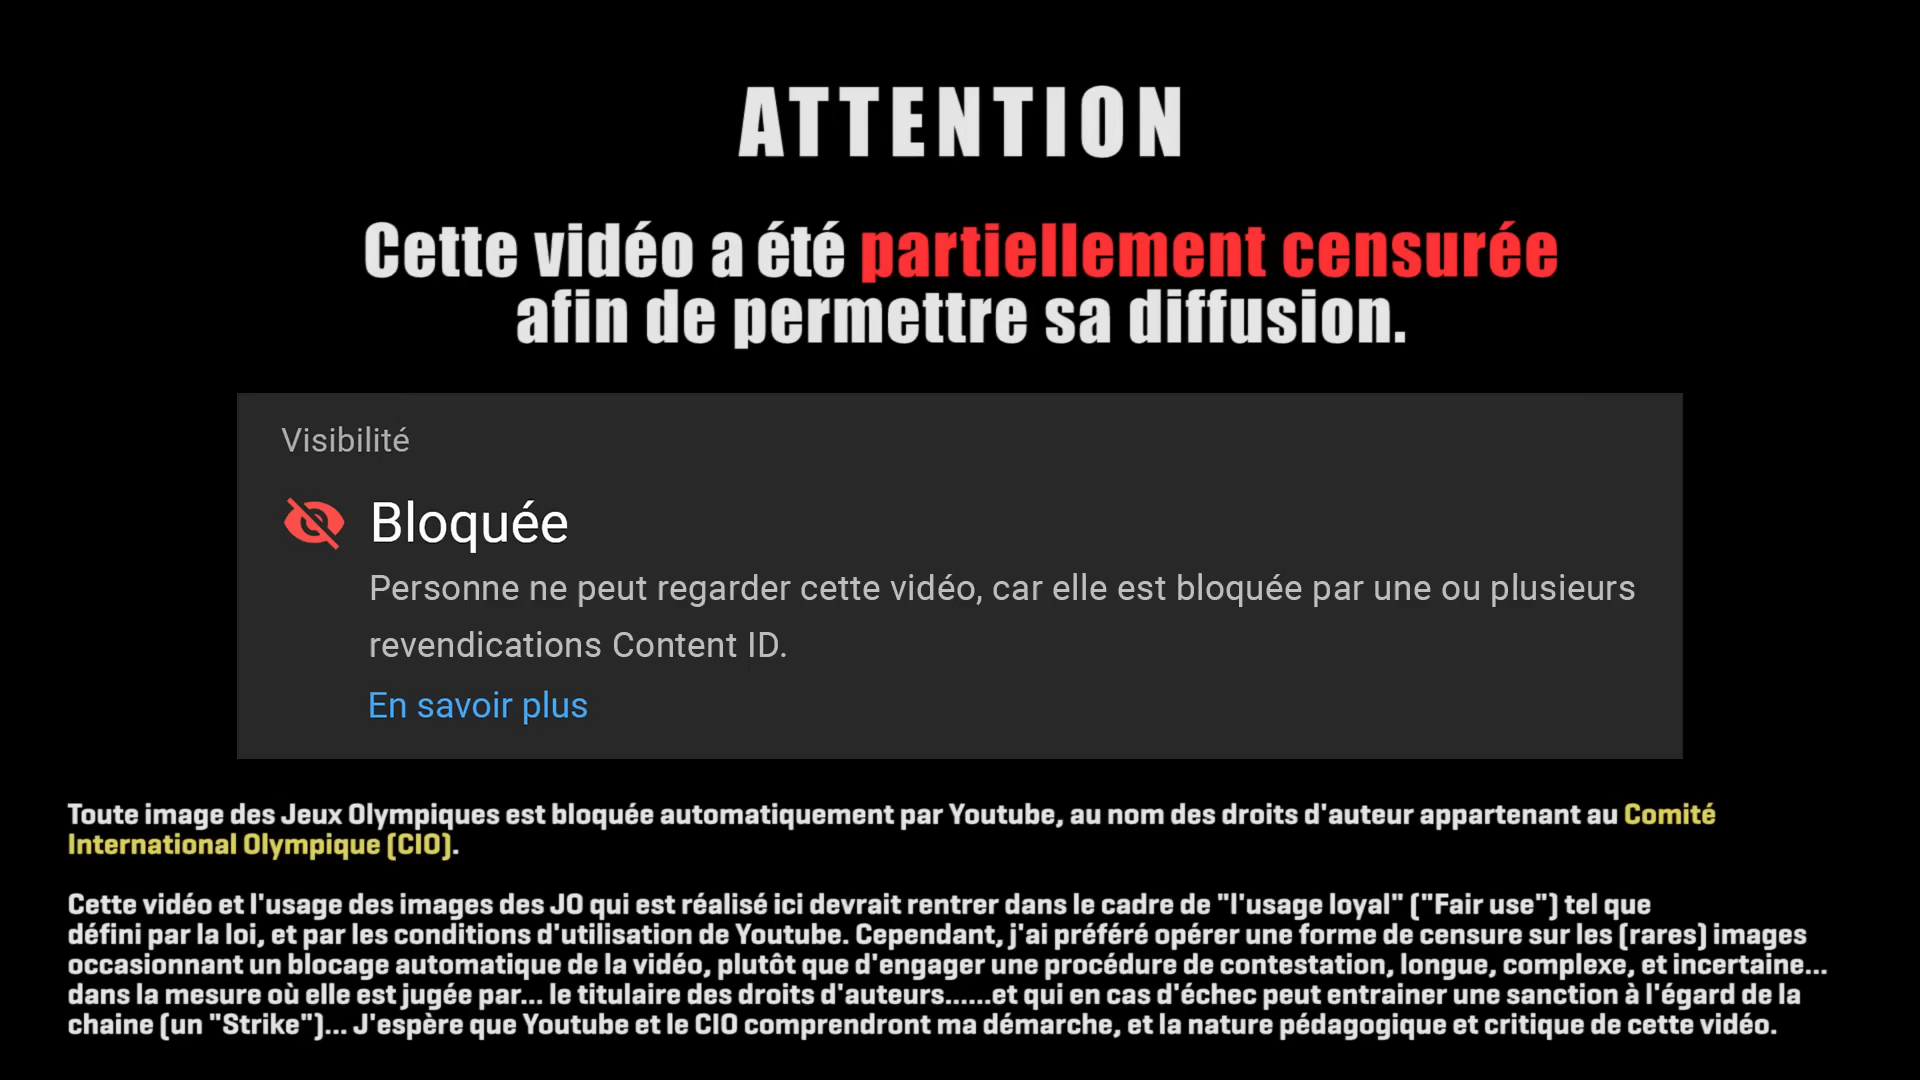 ATTENTION
Cette vidéo a été partiellement censurée
afin de permettre sa diffusion.
Visibilité
Bloquée
Personne ne peut regarder cette vidéo, car elle est bloquée par une ou plusieurs
revendications Content ID.
En savoir plus
Toute image des Jeux Olympiques est bloquée automatiquement par Youtube, au nom des droits d'auteur appartenant au Comité
International Olympique (CIO).
Cette vidéo et l'usage des images des JO qui est réalisé ici devrait rentrer dans le cadre de "l'usage loyal" ("Fair use") tel que
défini par la loi, et par les conditions d'utilisation de Youtube. Cependant, j'ai préféré opérer une forme de censure sur les (rares) images
occasionnant un blocage automatique de la vidéo, plutôt que d'engager une procédure de contestation, longue, complexe, et incertaine...
dans la mesure où elle est jugée par... le titulaire des droits d'auteurs......et qui en cas d'échec peut entrainer une sanction à l'égard de la
chaine (un "Strike")... J'espère que Youtube et le CIO comprendront ma démarche, et la nature pédagogique et critique de cette vidéo.